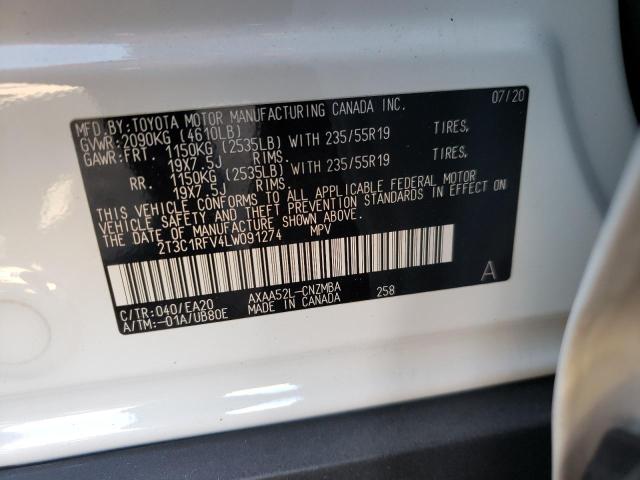 MFD.BY:TOYOTA MOTOR MANUFACTURING CANADA INC. 07/20
GVWR:2090KG (4610LB)
GAWR:FRT. 1150KG (2535LB) WITH 235/55R19 TIRES,
19X7.5J RIMS.
RR. 1150KG (2535LB) WITH 235/55R19 TIRES,
19X7.5J RIMS.
THIS VEHICLE CONFORMS TO ALL APPLICABLE FEDERAL MOTOR
VEHICLE SAFETY AND THEFT PREVENTION STANDARDS IN EFFECT ON
THE DATE OF MANUFACTURE SHOWN ABOVE.
2T3C1RFV4LW091274 MPV
A
C/TR:040/EA20 AXAA52L-CNZMBA 258
A/TM:-01A/UB80E MADE IN CANADA